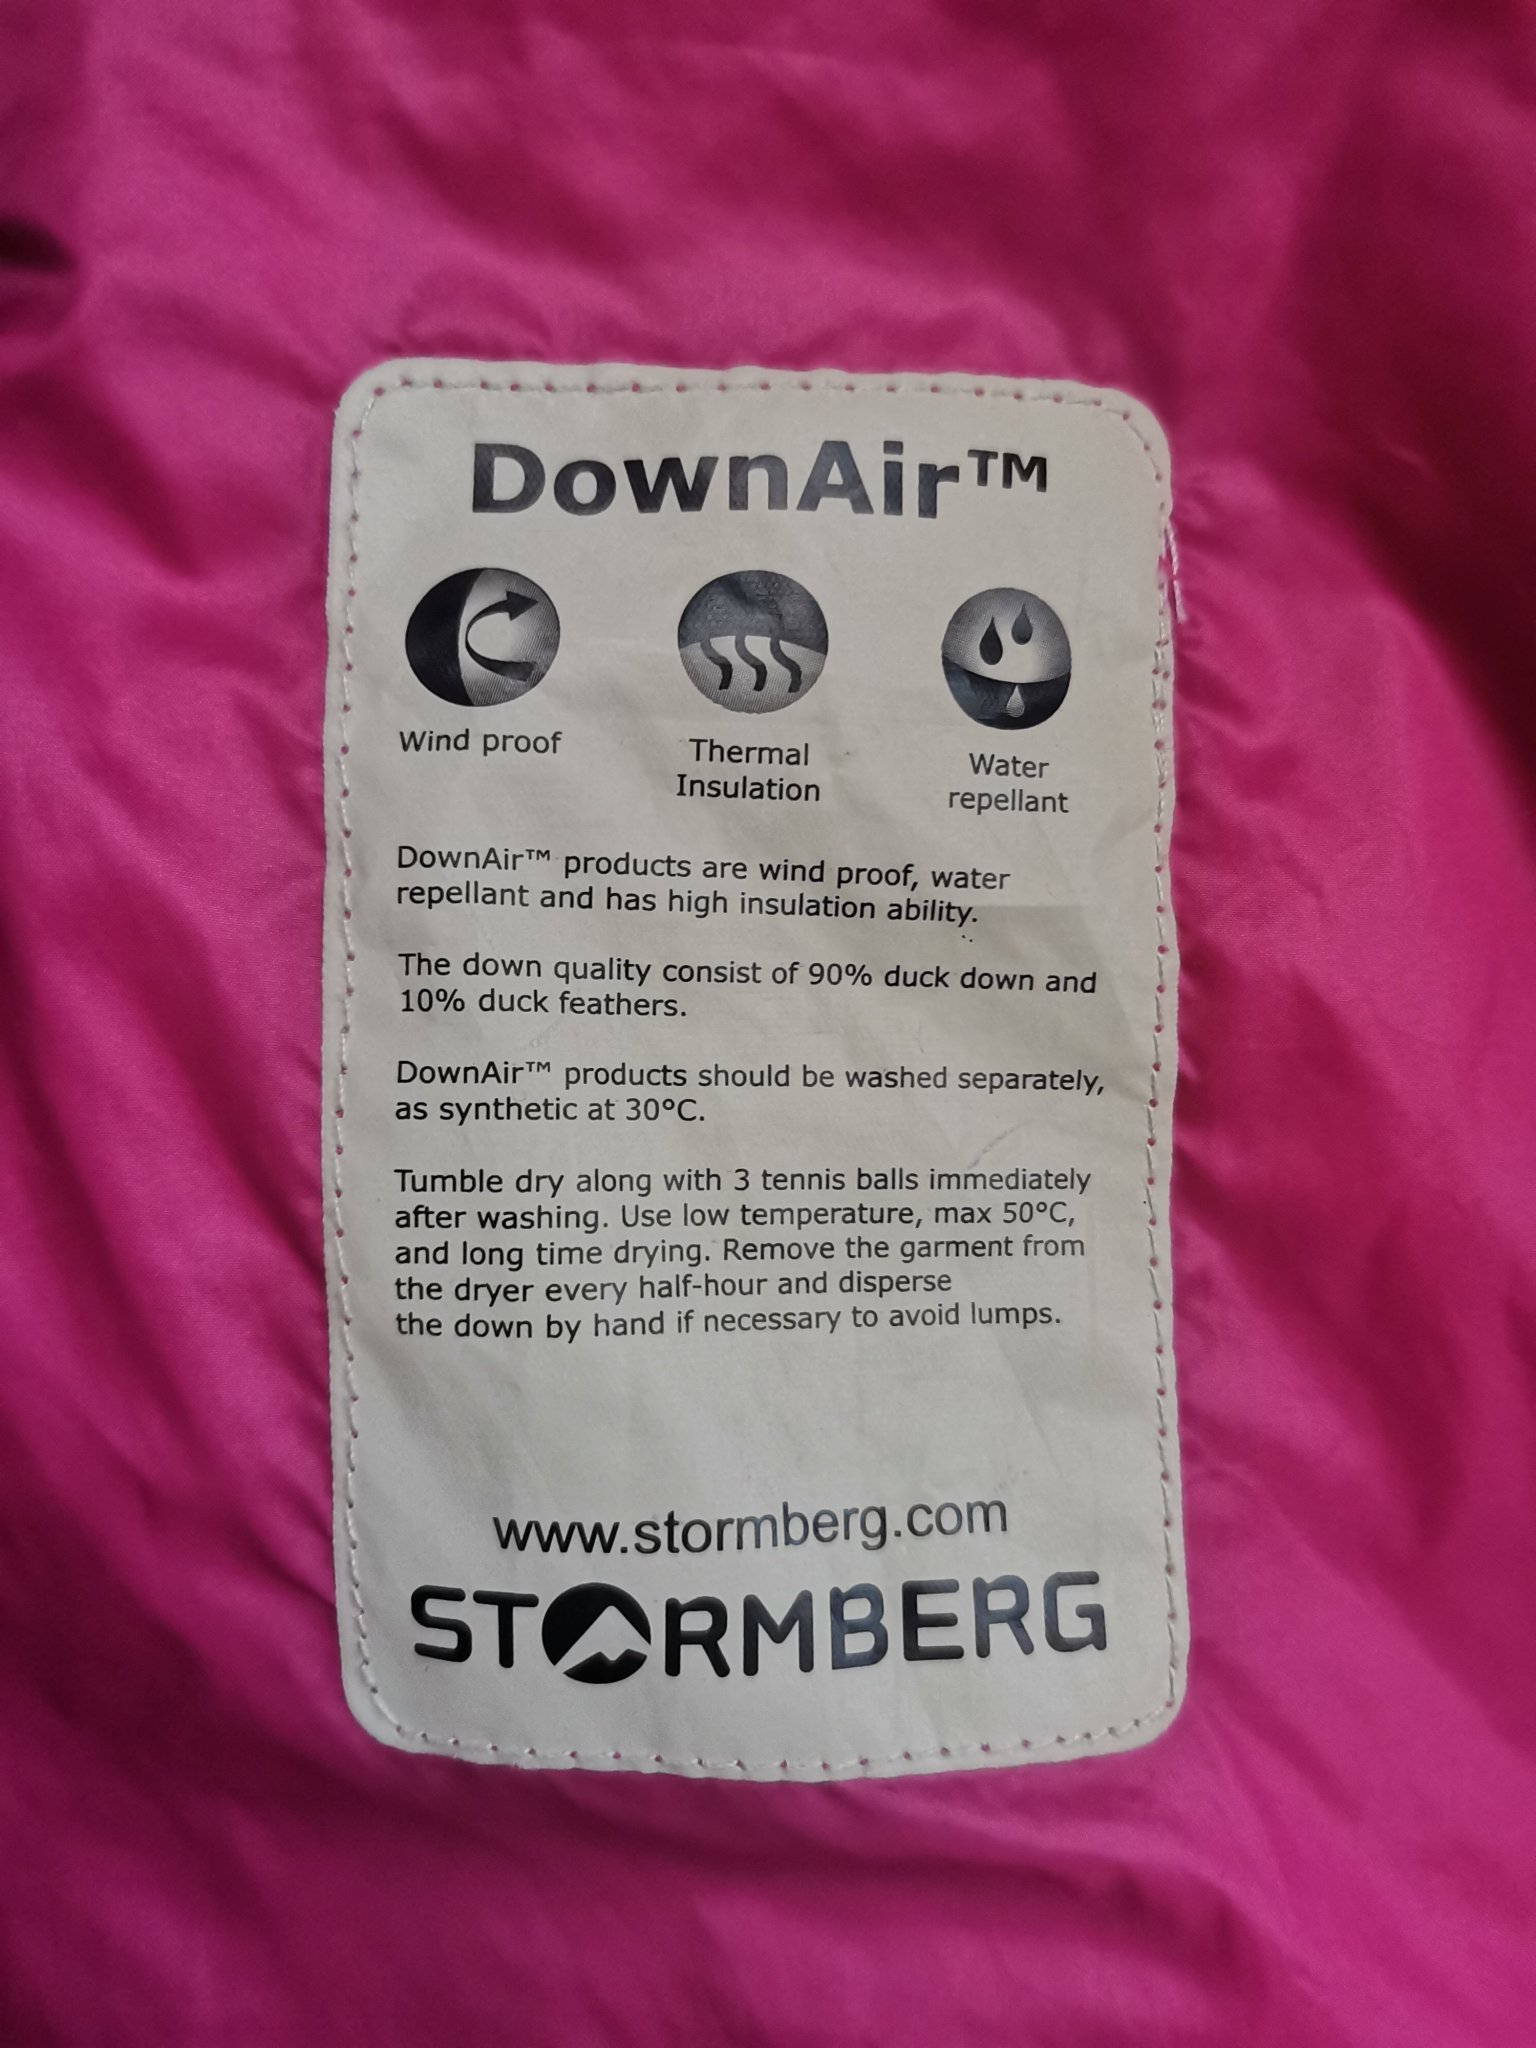 DownAir™
Wind proof
Thermal
Insulation
Water
repellant
DownAir™ products are wind proof, water
repellant and has high insulation ability.
The down quality consist of 90% duck down and
10% duck feathers.
DownAir™ products should be washed separately,
as synthetic at 30°C.
Tumble dry along with 3 tennis balls immediately
after washing. Use low temperature, max 50°C,
and long time drying. Remove the garment from
the dryer every half-hour and disperse
the down by hand if necessary to avoid lumps.
www.stormberg.com
STORMBERG